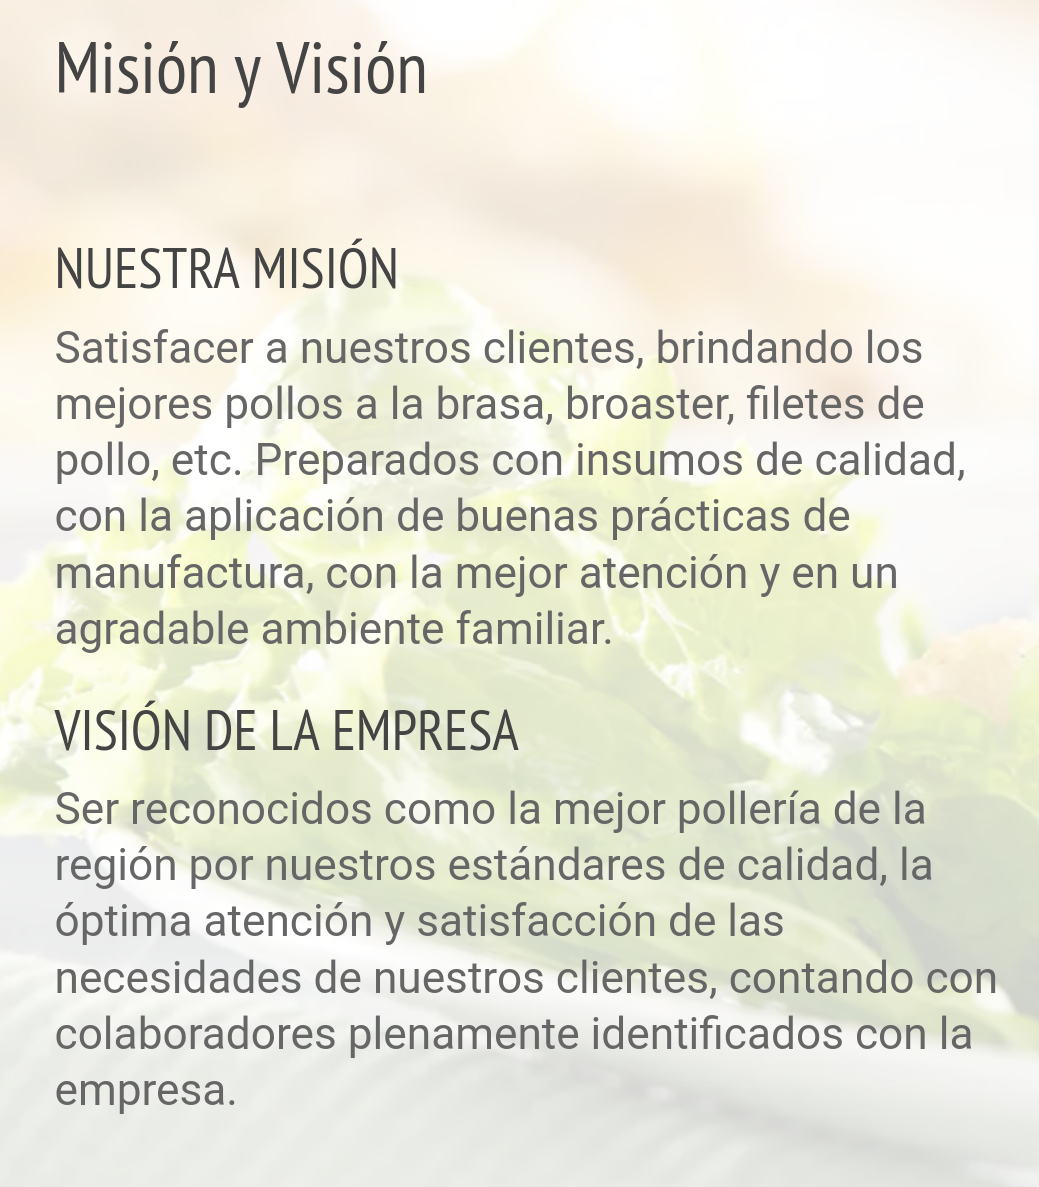 Misión y Visión
NUESTRA MISIÓN
Satisfacer a nuestros clientes, brindando los
mejores pollos a la brasa, broaster, filetes de
pollo, etc. Preparados con insumos de calidad,
con la aplicación de buenas prácticas de
manufactura, con la mejor atención y en un
agradable ambiente familiar.
VISIÓN DE LA EMPRESA
Ser reconocidos como la mejor pollería de la
región por nuestros estándares de calidad, la
óptima atención y satisfacción de las
necesidades de nuestros clientes, contando con
colaboradores plenamente identificados con la
empresa.